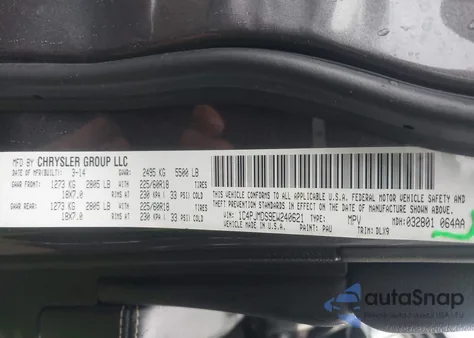 MFD BY CHRYSLER GROUP LLC
DATE OF MFR(BUILT): 3-14 GVWR: 2495 KG 5500 LB
GAWR FRONT: 1273 KG 2805 LB WITH 225/60R18 TIRES
18X7.0 RIMS AT 230 KPA ( 33 PSI) COLD
GAWR REAR: 1273 KG 2805 LB WITH 225/60R18 TIRES
18X7.0 RIMS AT 230 KPA ( 33 PSI) COLD
THIS VEHICLE CONFORMS TO ALL APPLICABLE U.S.A. FEDERAL MOTOR VEHICLE SAFETY
AND THEFT PREVENTION STANDARDS IN EFFECT ON THE DATE OF MANUFACTURE SHOWN ABOVE.
VIN: 1C4PJMDS9EW240621 TYPE: MPV MDH: 032801 064AA
VEHICLE MADE IN U.S.A. PAINT: PAU TRIM: DLX9
autoSnap